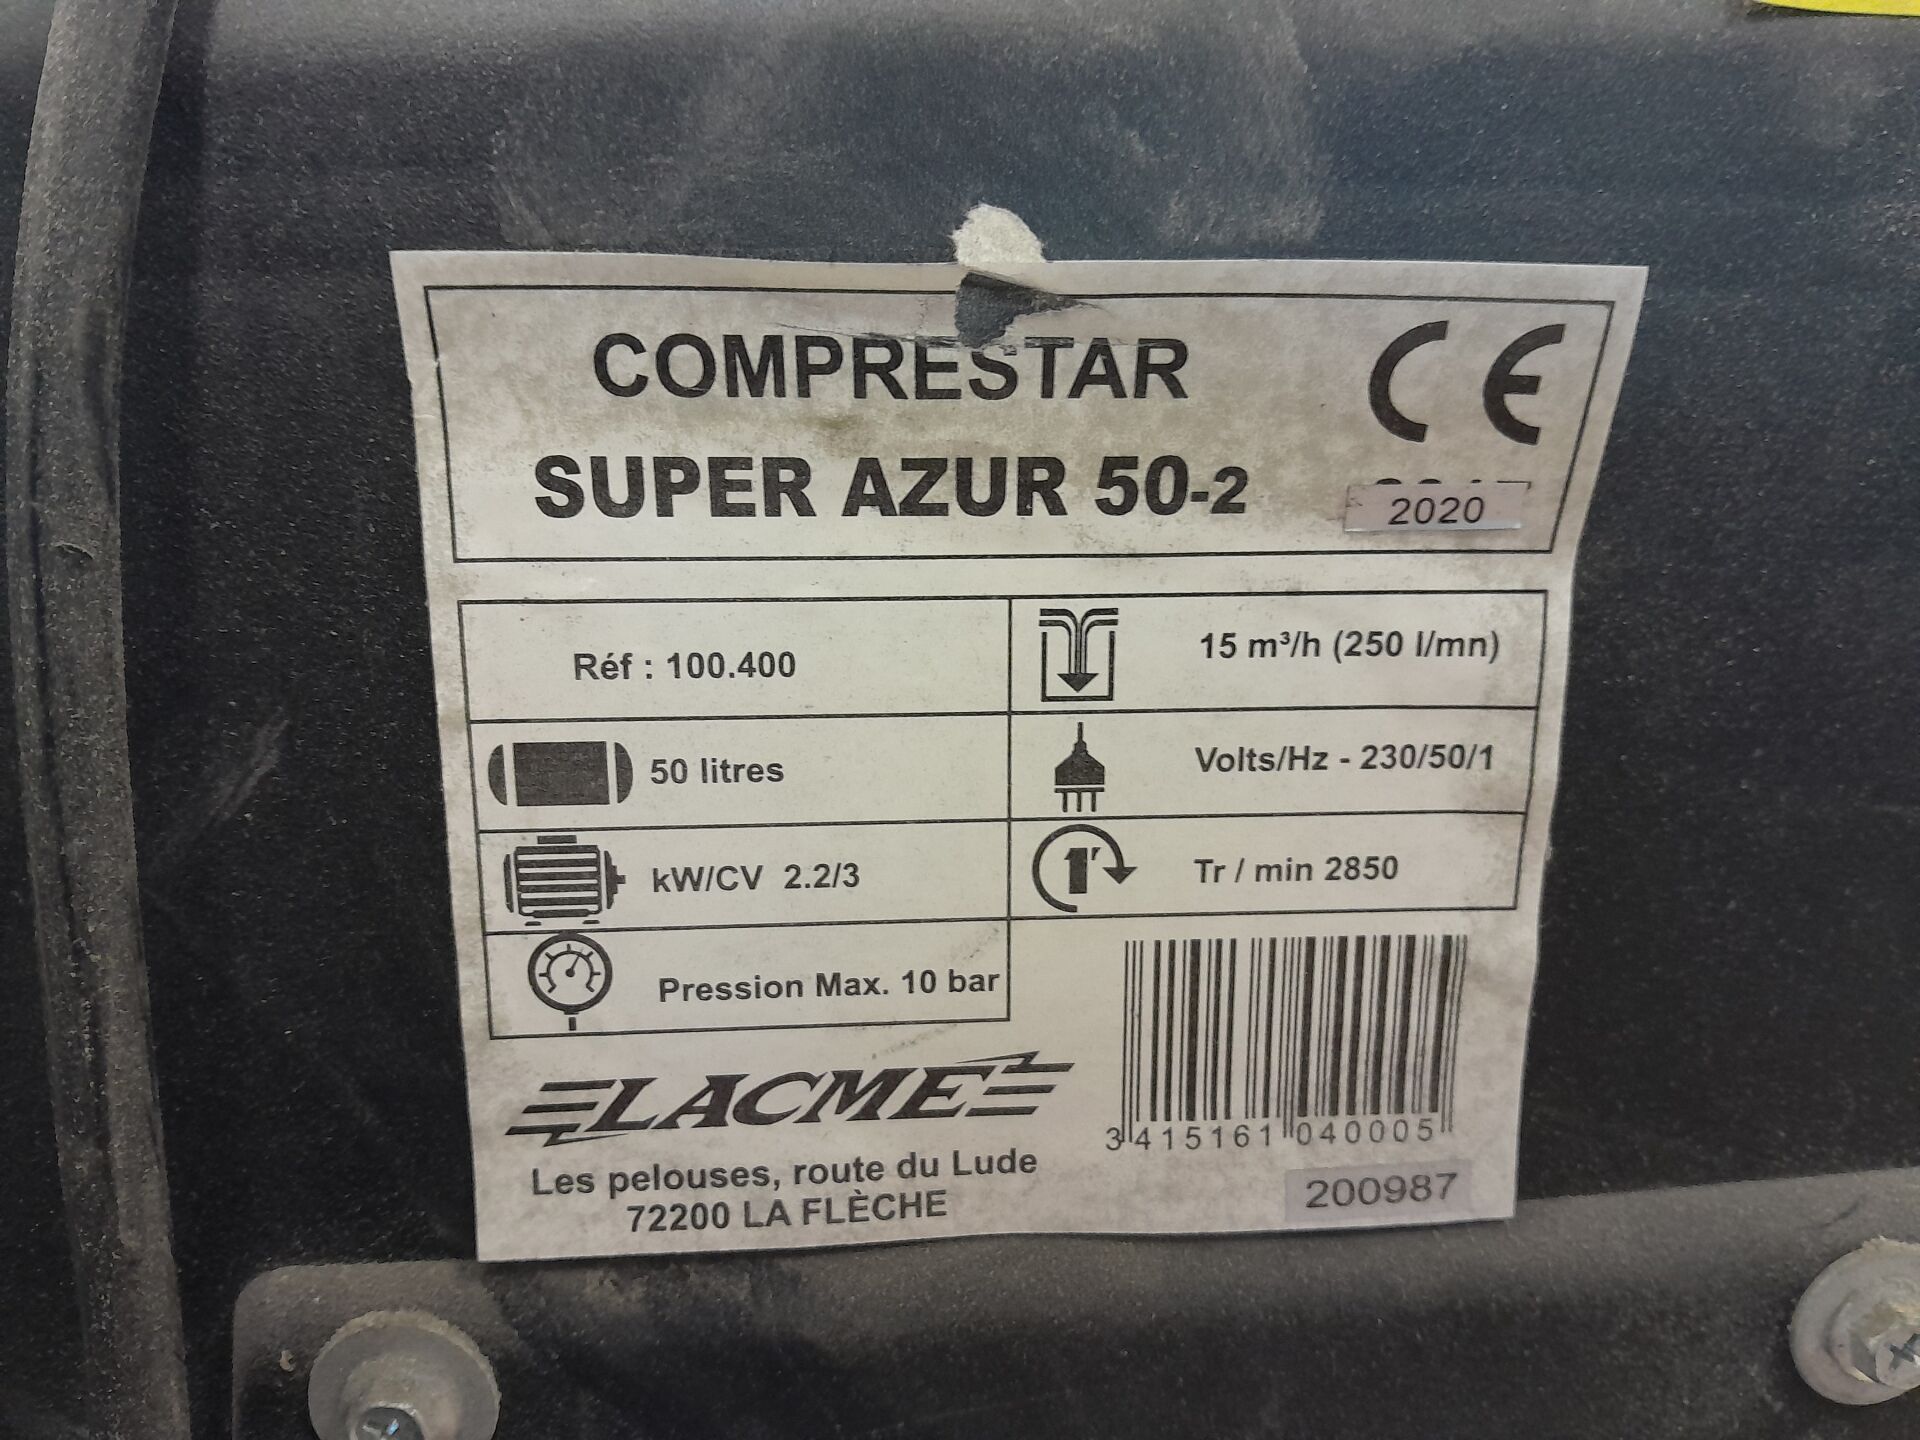 COMPRESTAR
CE
SUPER AZUR 50-2
2020
Réf : 100.400
15 m³/h (250 l/mn)
50 litres
Volts/Hz - 230/50/1
kW/CV 2.2/3
1'
Tr / min 2850
Pression Max. 10 bar
LACME
3 415161 040005
Les pelouses, route du Lude
72200 LA FLÈCHE
200987